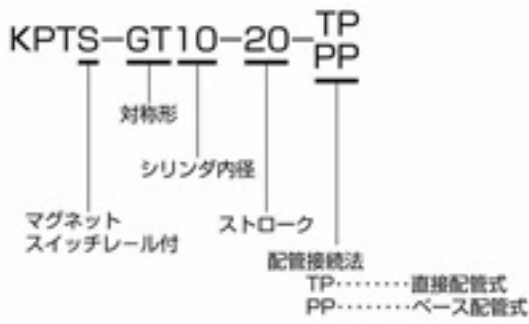 KPTS-GT10-20-TP
PP
対称形
シリンダ内径
マグネット
スイッチレール付
ストローク
配管接続法
TP・・・・・・・・直接配管式
PP・・・・・・・・ベース配管式